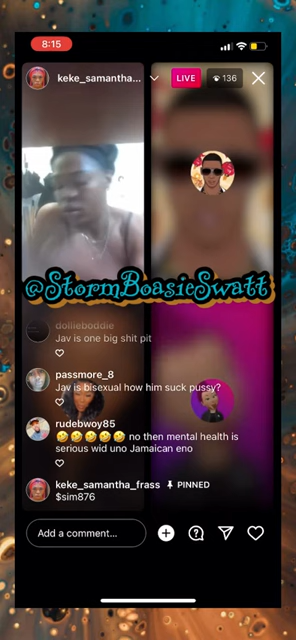 8:15
keke_samantha... LIVE 136
@StormBoasieSwatt
dollieboddie
Jav is one big shit pit
passmore_8
Jav is bisexual how him suck pussy?
rudebwoy85
🤣🤣🤣🤣🤣 no then mental health is
serious wid uno Jamaican eno
keke_samantha_frass 📌 PINNED
$sim876
Add a comment...